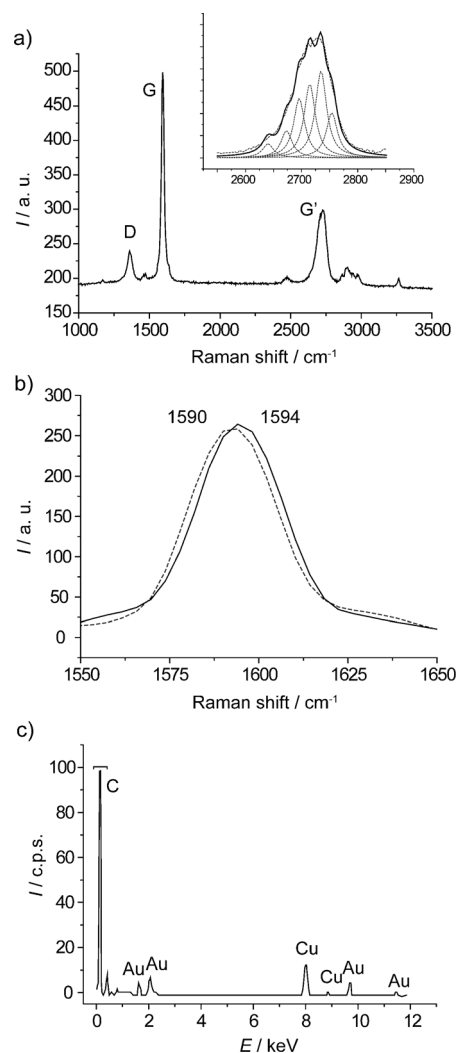 a)
2600 2700 2800 2900
500
450
400
350
300
250
200
150
I / a. u.
G
D
G'
1000 1500 2000 2500 3000 3500
Raman shift / cm-1
b)
300
250
200
150
100
50
0
I / a. u.
1590 1594
1550 1575 1600 1625 1650
Raman shift / cm-1
c)
100
80
60
40
20
0
I / c.p.s.
C
Au Au Cu Cu Au Au
0 2 4 6 8 10 12
E / keV